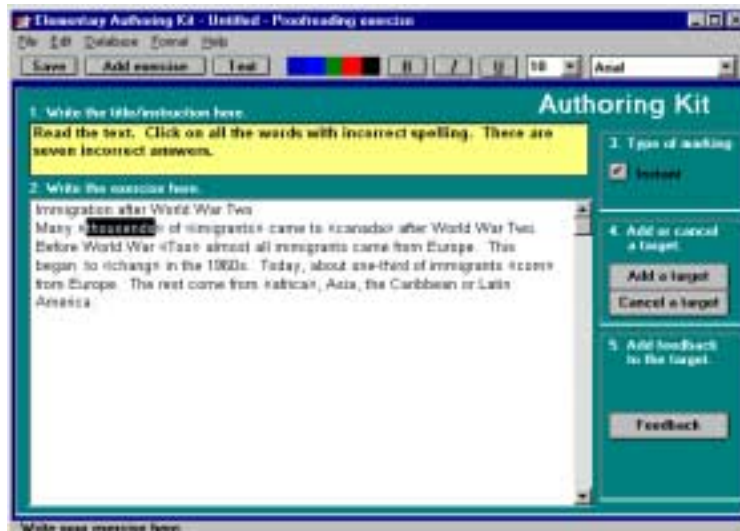 Elementary Authoring Kit - Untitled - Proofreading exercise
File Edit Database Format Help
Save Add exercise Test B I U 10 Arial
Authoring Kit
1. Write the title/instruction here.
Read the text. Click on all the words with incorrect spelling. There are
seven incorrect answers.
2. Write the exercise here.
Immigration after World War Two
Many «thousends» of «imigrants» came to «canada» after World War Two.
Before World War «Too» almost all immigrants came from Europe. This
began to «chang» in the 1960s. Today, about one-third of immigrants «com»
from Europe. The rest come from «africa», Asia, the Caribbean or Latin
America.
3. Type of marking
Instant
4. Add or cancel
a target.
Add a target
Cancel a target
5. Add feedback
to the target.
Feedback
Write your exercise here.